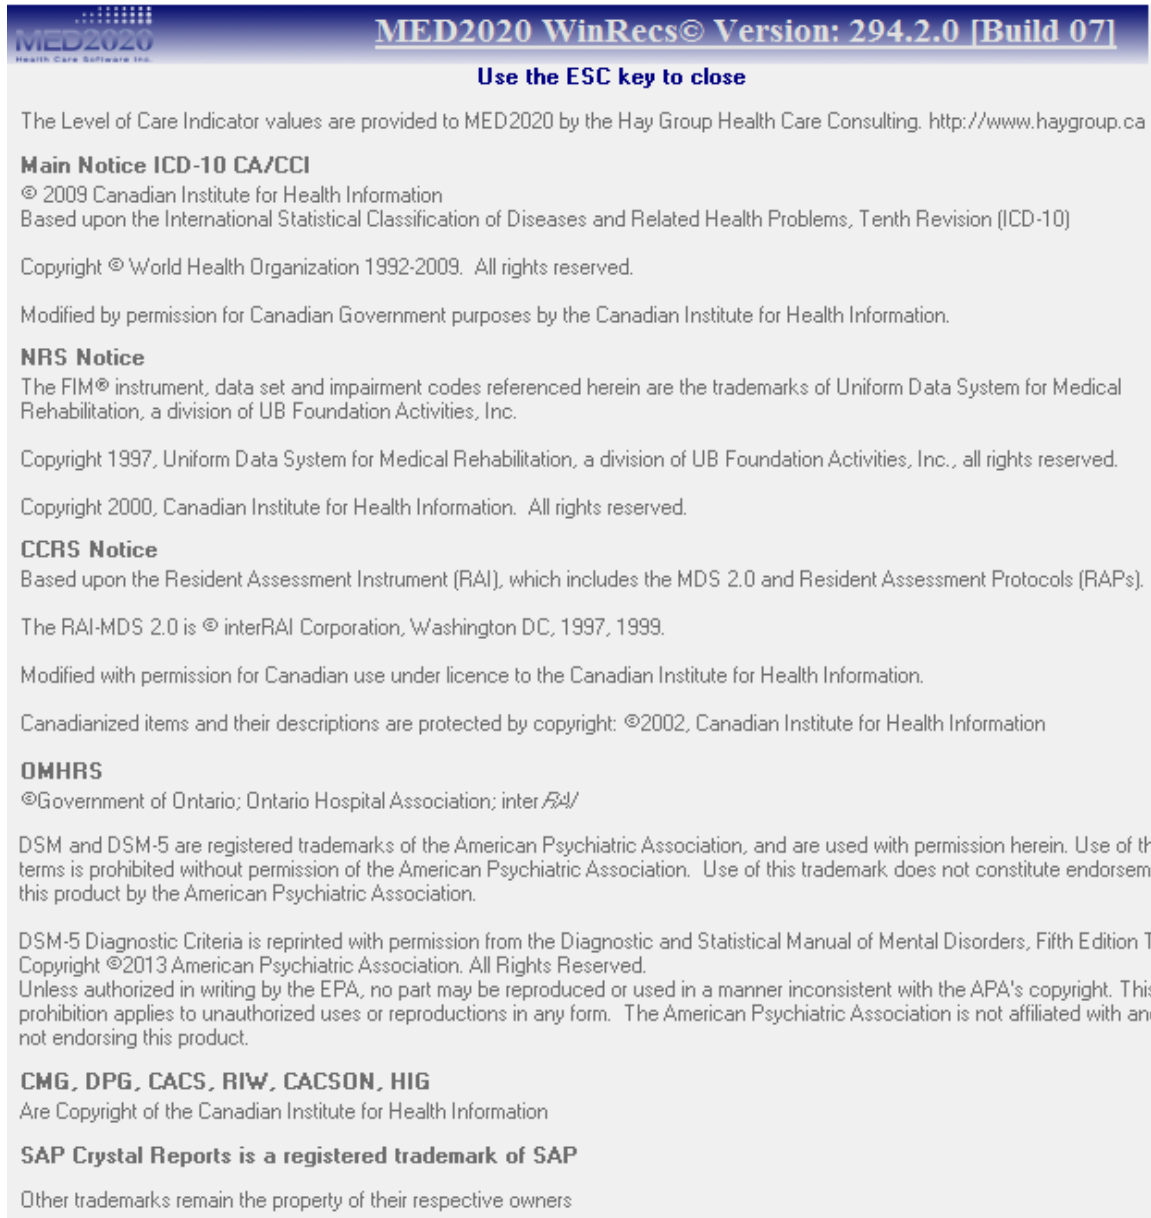 MED2020
Health Care Software Inc.
MED2020 WinRecs© Version: 294.2.0 [Build 07]
Use the ESC key to close
The Level of Care Indicator values are provided to MED2020 by the Hay Group Health Care Consulting. http://www.haygroup.ca
Main Notice ICD-10 CA/CCI
© 2009 Canadian Institute for Health Information
Based upon the International Statistical Classification of Diseases and Related Health Problems, Tenth Revision (ICD-10)
Copyright © World Health Organization 1992-2009.  All rights reserved.
Modified by permission for Canadian Government purposes by the Canadian Institute for Health Information.
NRS Notice
The FIM® instrument, data set and impairment codes referenced herein are the trademarks of Uniform Data System for Medical
Rehabilitation, a division of UB Foundation Activities, Inc.
Copyright 1997, Uniform Data System for Medical Rehabilitation, a division of UB Foundation Activities, Inc., all rights reserved.
Copyright 2000, Canadian Institute for Health Information.  All rights reserved.
CCRS Notice
Based upon the Resident Assessment Instrument (RAI), which includes the MDS 2.0 and Resident Assessment Protocols (RAPs).
The RAI-MDS 2.0 is © interRAI Corporation, Washington DC, 1997, 1999.
Modified with permission for Canadian use under licence to the Canadian Institute for Health Information.
Canadianized items and their descriptions are protected by copyright: ©2002, Canadian Institute for Health Information
OMHRS
©Government of Ontario; Ontario Hospital Association; inter RAI
DSM and DSM-5 are registered trademarks of the American Psychiatric Association, and are used with permission herein. Use of th
terms is prohibited without permission of the American Psychiatric Association.  Use of this trademark does not constitute endorsem
this product by the American Psychiatric Association.
DSM-5 Diagnostic Criteria is reprinted with permission from the Diagnostic and Statistical Manual of Mental Disorders, Fifth Edition T
Copyright ©2013 American Psychiatric Association. All Rights Reserved.
Unless authorized in writing by the EPA, no part may be reproduced or used in a manner inconsistent with the APA's copyright. This
prohibition applies to unauthorized uses or reproductions in any form.  The American Psychiatric Association is not affiliated with and
not endorsing this product.
CMG, DPG, CACS, RIW, CACSON, HIG
Are Copyright of the Canadian Institute for Health Information
SAP Crystal Reports is a registered trademark of SAP
Other trademarks remain the property of their respective owners